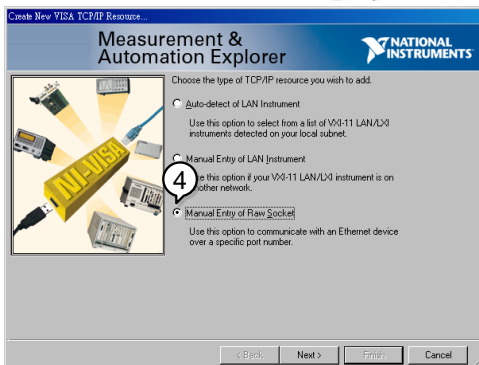 Create New VISA TCP/IP Resource...
Measurement &
Automation Explorer
NATIONAL
INSTRUMENTS
Choose the type of TCP/IP resource you wish to add.
Auto-detect of LAN Instrument
Use this option to select from a list of VXI-11 LAN/LXI
instruments detected on your local subnet.
Manual Entry of LAN Instrument
this option if your VXI-11 LAN/LXI instrument is on
another network.
4
Manual Entry of Raw Socket
Use this option to communicate with an Ethernet device
over a specific port number.
NI-VISA
< Back
Next >
Finish
Cancel